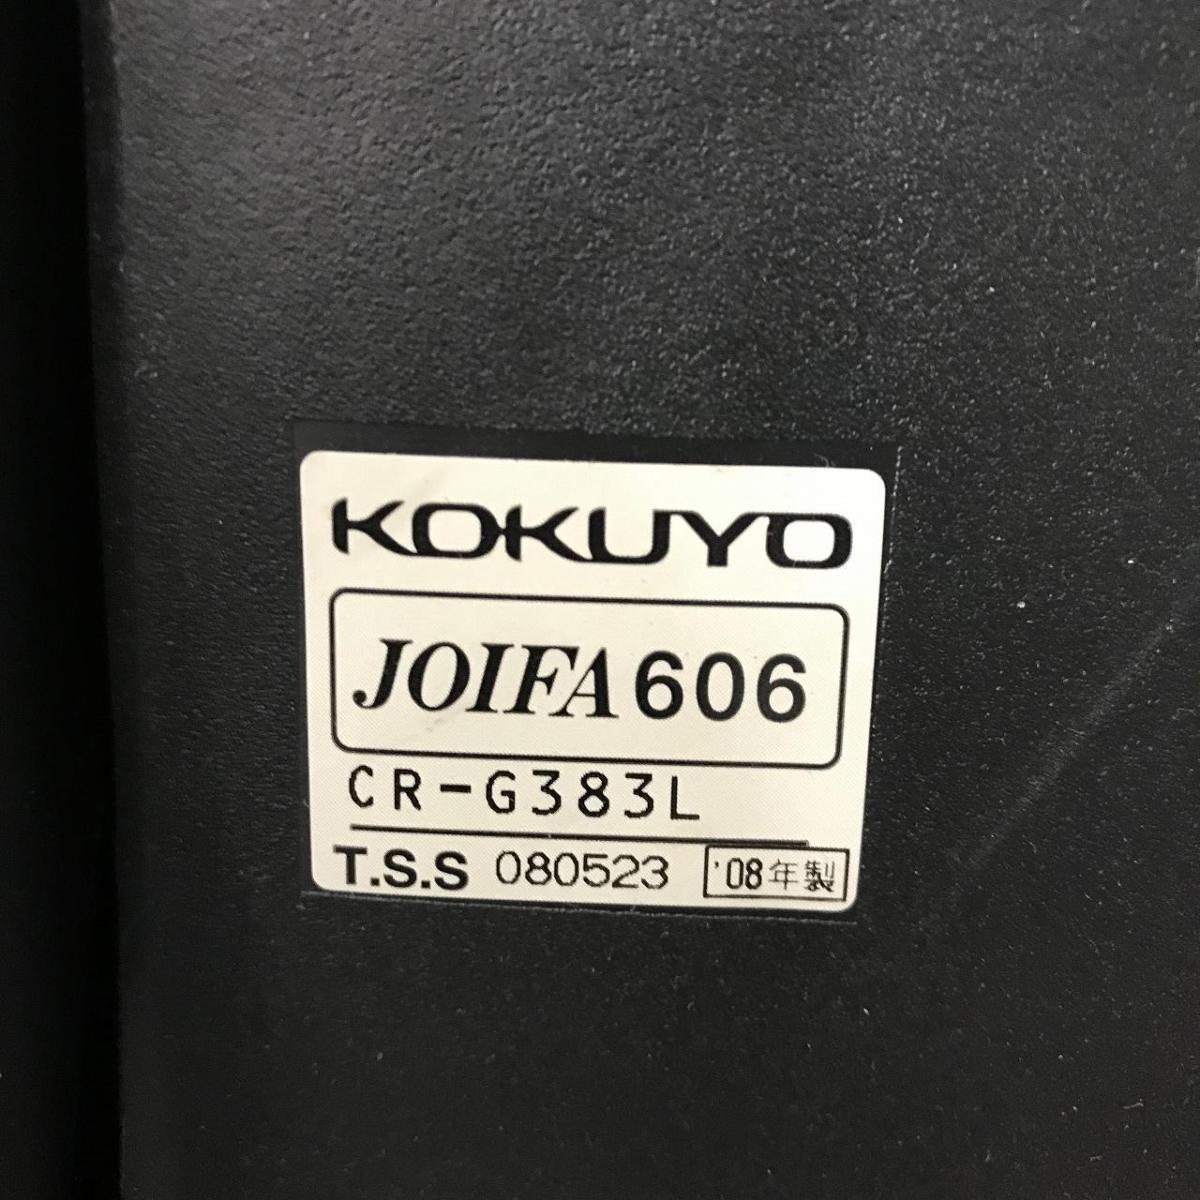 KOKUYO
JOIFA 606
CR-G383L
T.S.S 080523 '08年製